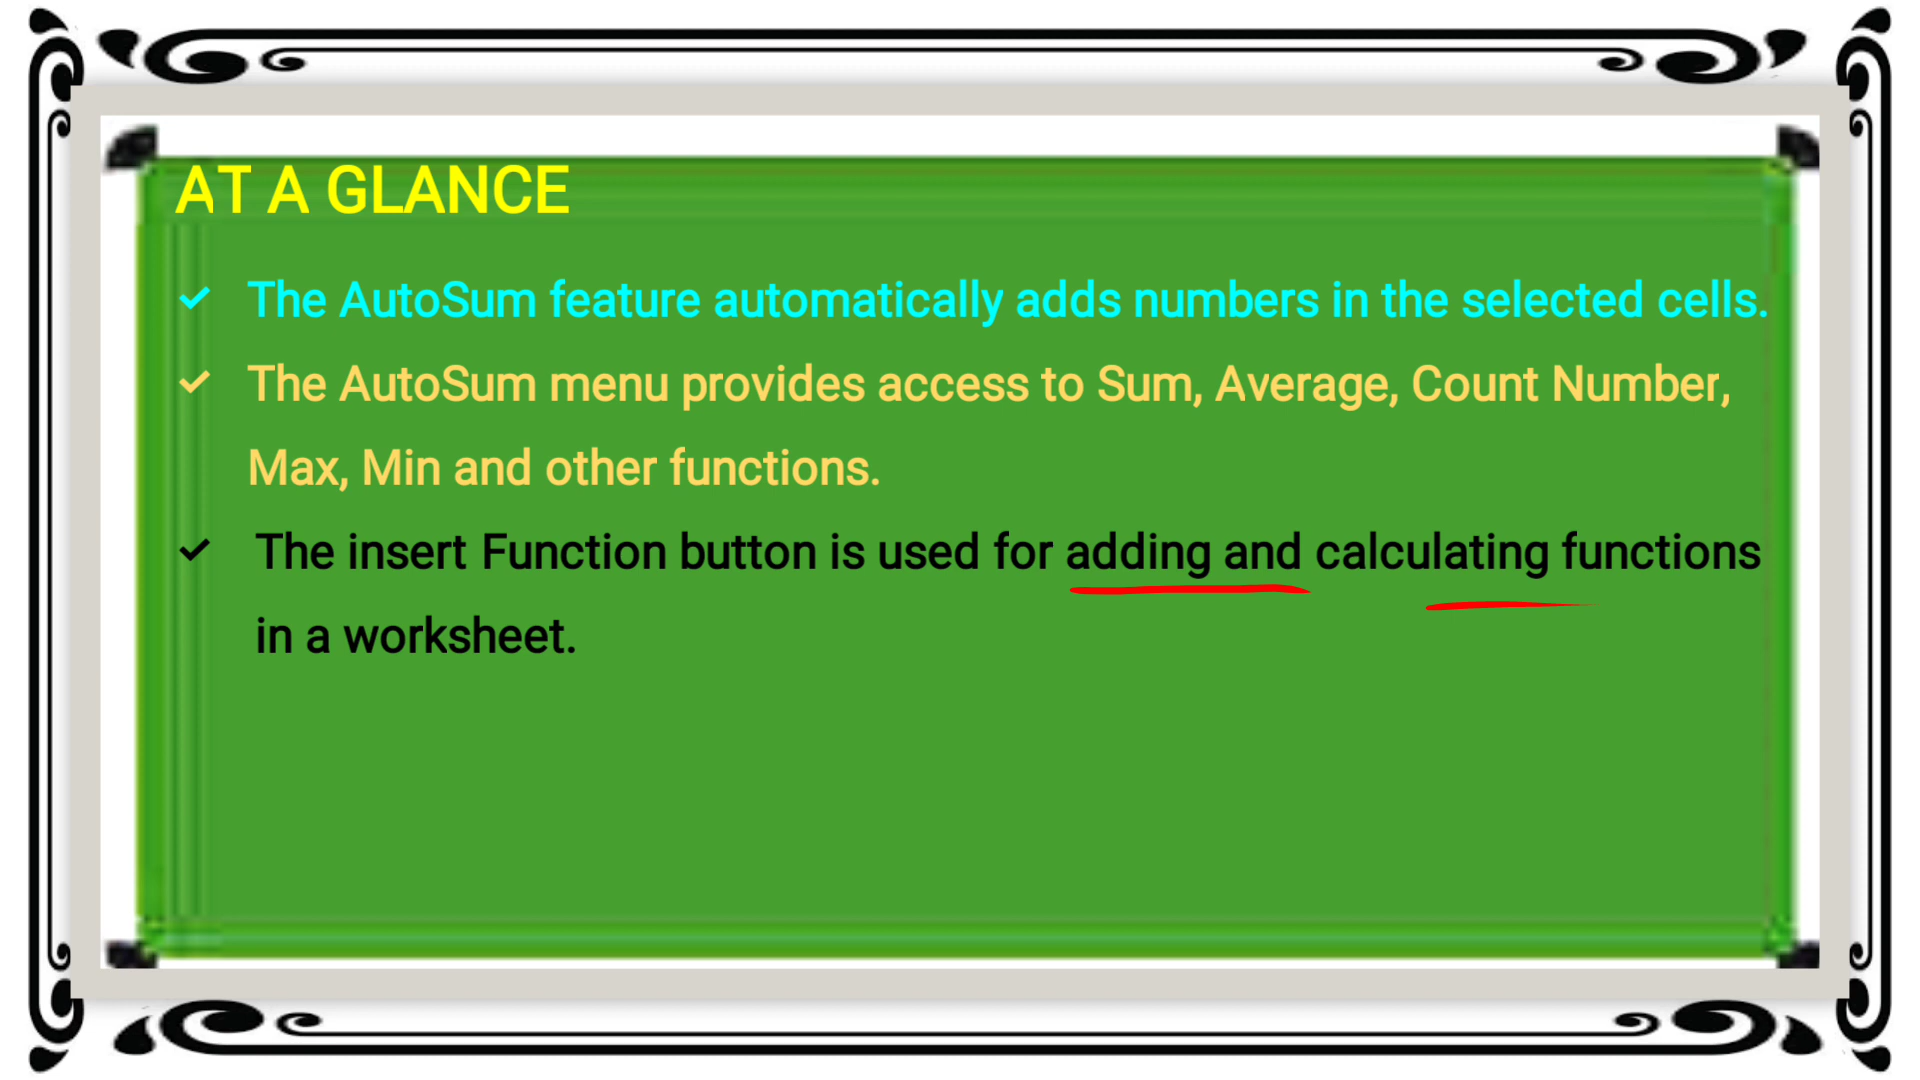 AT A GLANCE
The AutoSum feature automatically adds numbers in the selected cells.
The AutoSum menu provides access to Sum, Average, Count Number,
Max, Min and other functions.
The insert Function button is used for adding and calculating functions
in a worksheet.